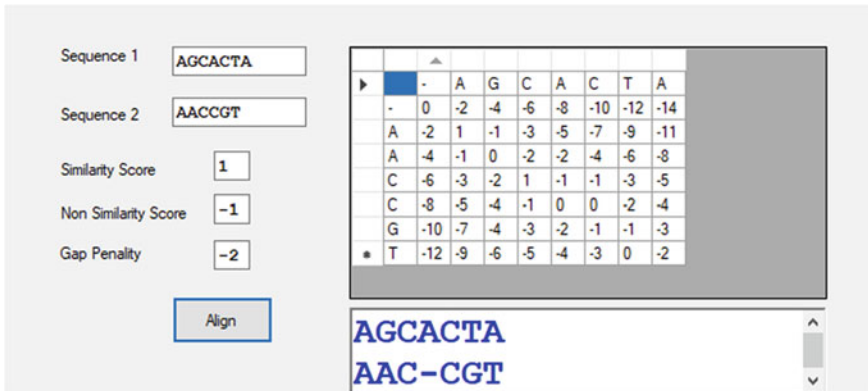 Sequence 1 AGCACTA
Sequence 2 AACCGT
Similarity Score 1
Non Similarity Score -1
Gap Penality -2
Align
- A G C A C T A
- 0 -2 -4 -6 -8 -10 -12 -14
A -2 1 -1 -3 -5 -7 -9 -11
A -4 -1 0 -2 -2 -4 -6 -8
C -6 -3 -2 1 -1 -1 -3 -5
C -8 -5 -4 -1 0 0 -2 -4
G -10 -7 -4 -3 -2 -1 -1 -3
T -12 -9 -6 -5 -4 -3 0 -2
AGCACTA
AAC-CGT